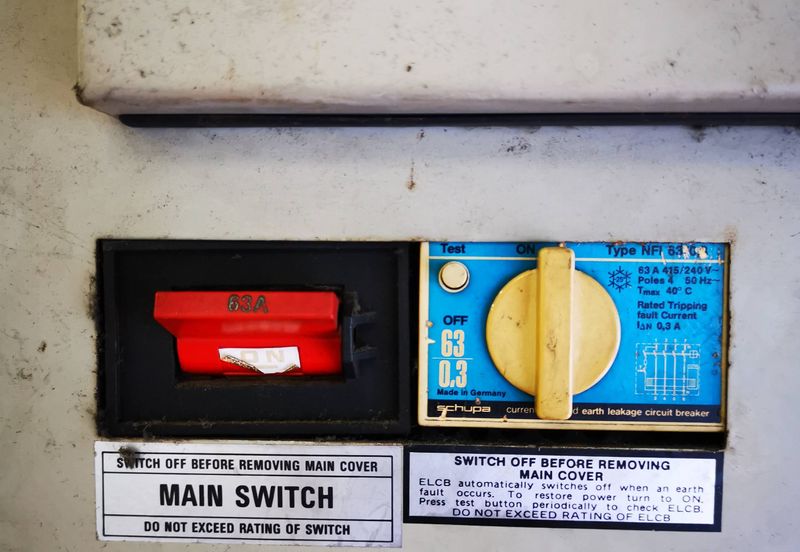 63A
ON
SWITCH OFF BEFORE REMOVING MAIN COVER
MAIN SWITCH
DO NOT EXCEED RATING OF SWITCH
Test ON Type NFI 63
-25°
63 A 415/240 V~
Poles 4 50 Hz~
Tmax 40° C
Rated Tripping
fault Current
I∆N 0,3 A
OFF
63
0,3
Made in Germany
schupa current earth leakage circuit breaker
SWITCH OFF BEFORE REMOVING
MAIN COVER
ELCB automatically switches off when an earth
fault occurs. To restore power turn to ON.
Press test button periodically to check ELCB.
DO NOT EXCEED RATING OF ELCB